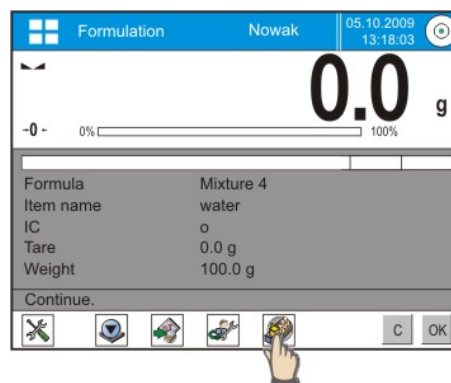 Formulation Nowak 05.10.2009
13:18:03
0.0 g
→0← 0% 100%
Formula Mixture 4
Item name water
IC o
Tare 0.0 g
Weight 100.0 g
Continue.
C OK